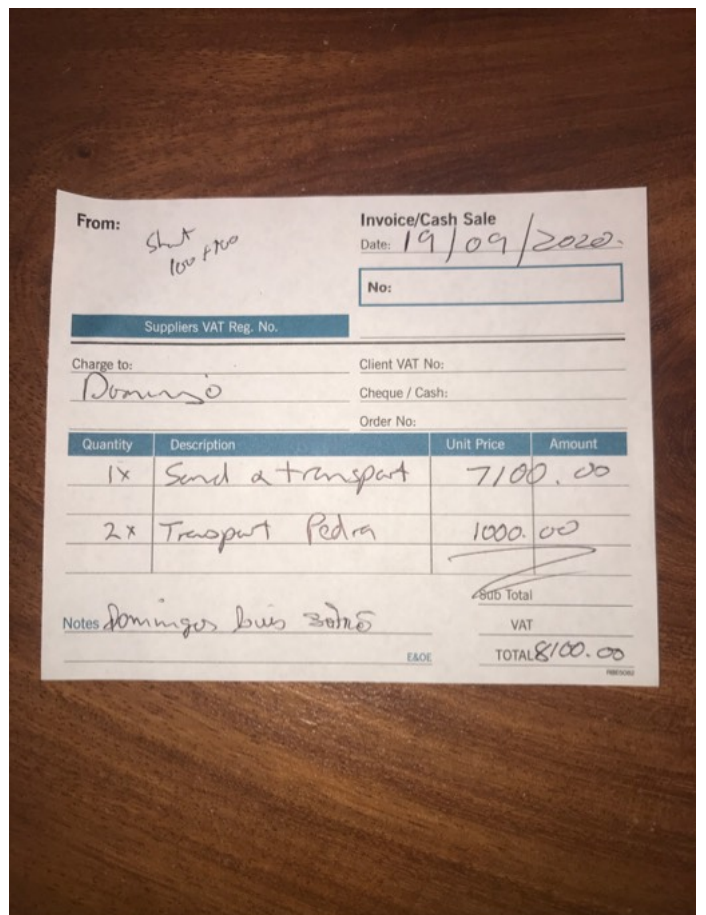 From:
100 + 700
Invoice/Cash Sale
Date: 19/09/2020.
No:
Suppliers VAT Reg. No.
Charge to:
Client VAT No:
Cheque / Cash:
Order No:
Quantity Description Unit Price Amount
1x Sand & transport 7100.00
2x Transport Pedra 1000.00
Sub Total
Notes Domingos
VAT
E&OE
TOTAL 8100.00